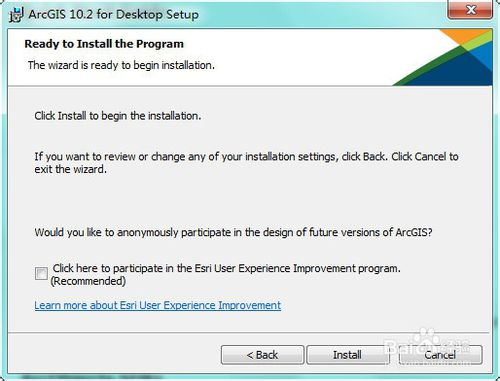 ArcGIS 10.2 for Desktop Setup
Ready to Install the Program
The wizard is ready to begin installation.
Click Install to begin the installation.
If you want to review or change any of your installation settings, click Back. Click Cancel to
exit the wizard.
Would you like to anonymously participate in the design of future versions of ArcGIS?
Click here to participate in the Esri User Experience Improvement program.
(Recommended)
Learn more about Esri User Experience Improvement
< Back
Install
Cancel